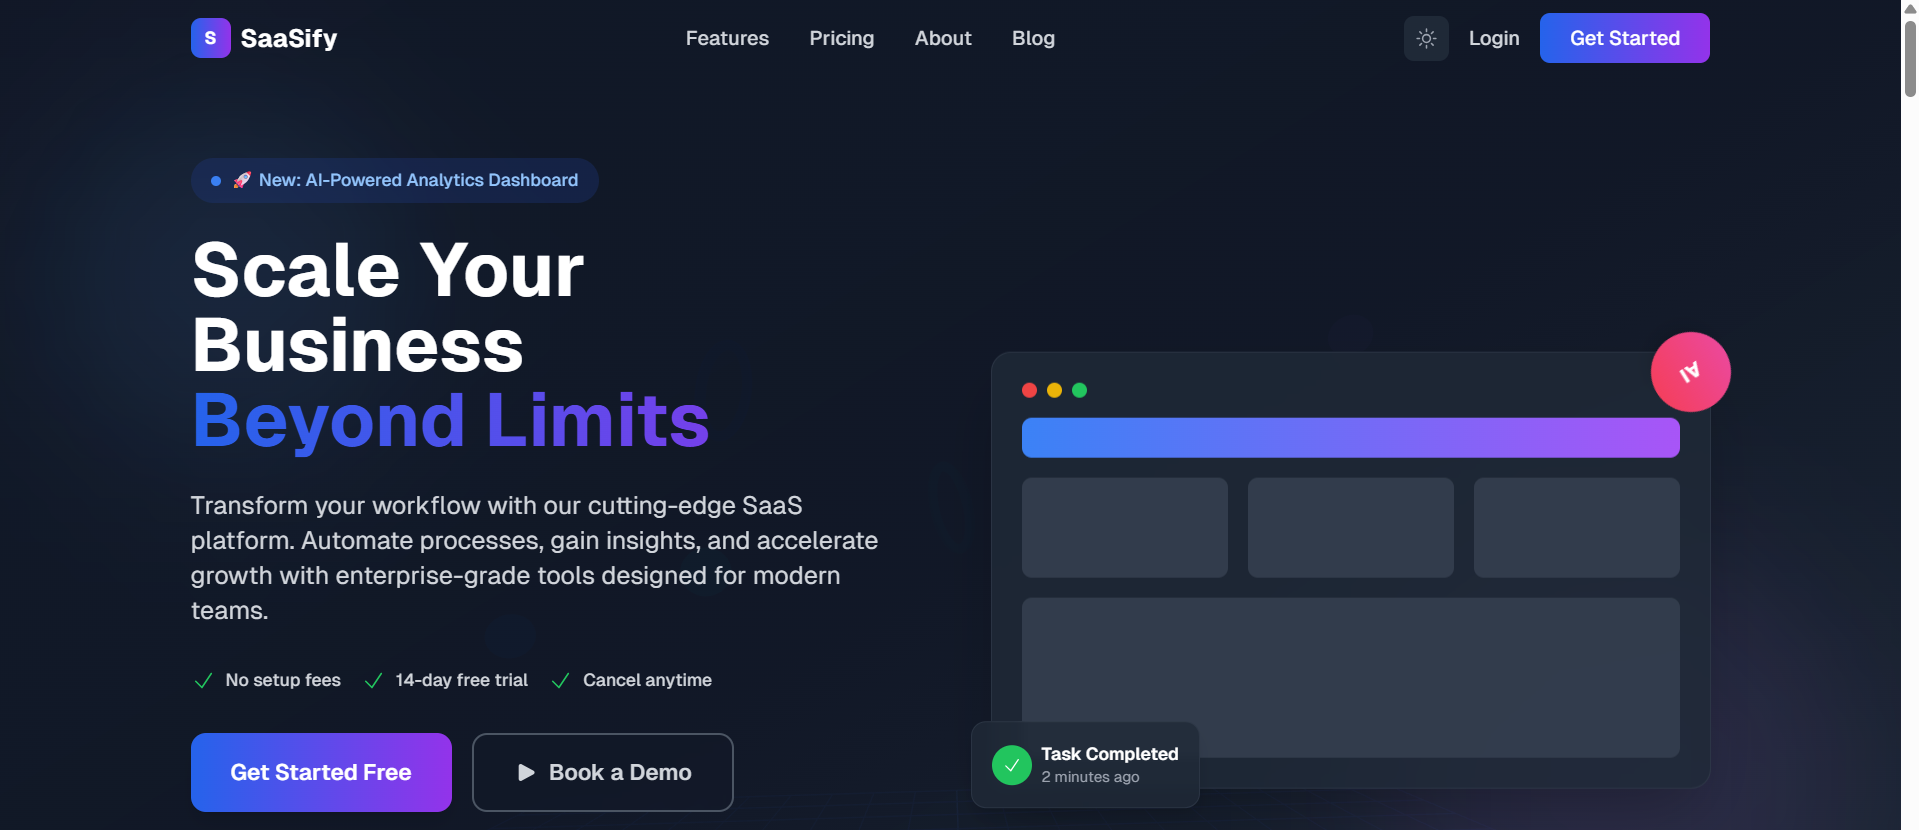 S SaaSify
Features Pricing About Blog
Login Get Started
🚀 New: AI-Powered Analytics Dashboard
Scale Your
Business
Beyond Limits
Transform your workflow with our cutting-edge SaaS
platform. Automate processes, gain insights, and accelerate
growth with enterprise-grade tools designed for modern
teams.
No setup fees 14-day free trial Cancel anytime
Get Started Free Book a Demo
AI
Task Completed
2 minutes ago